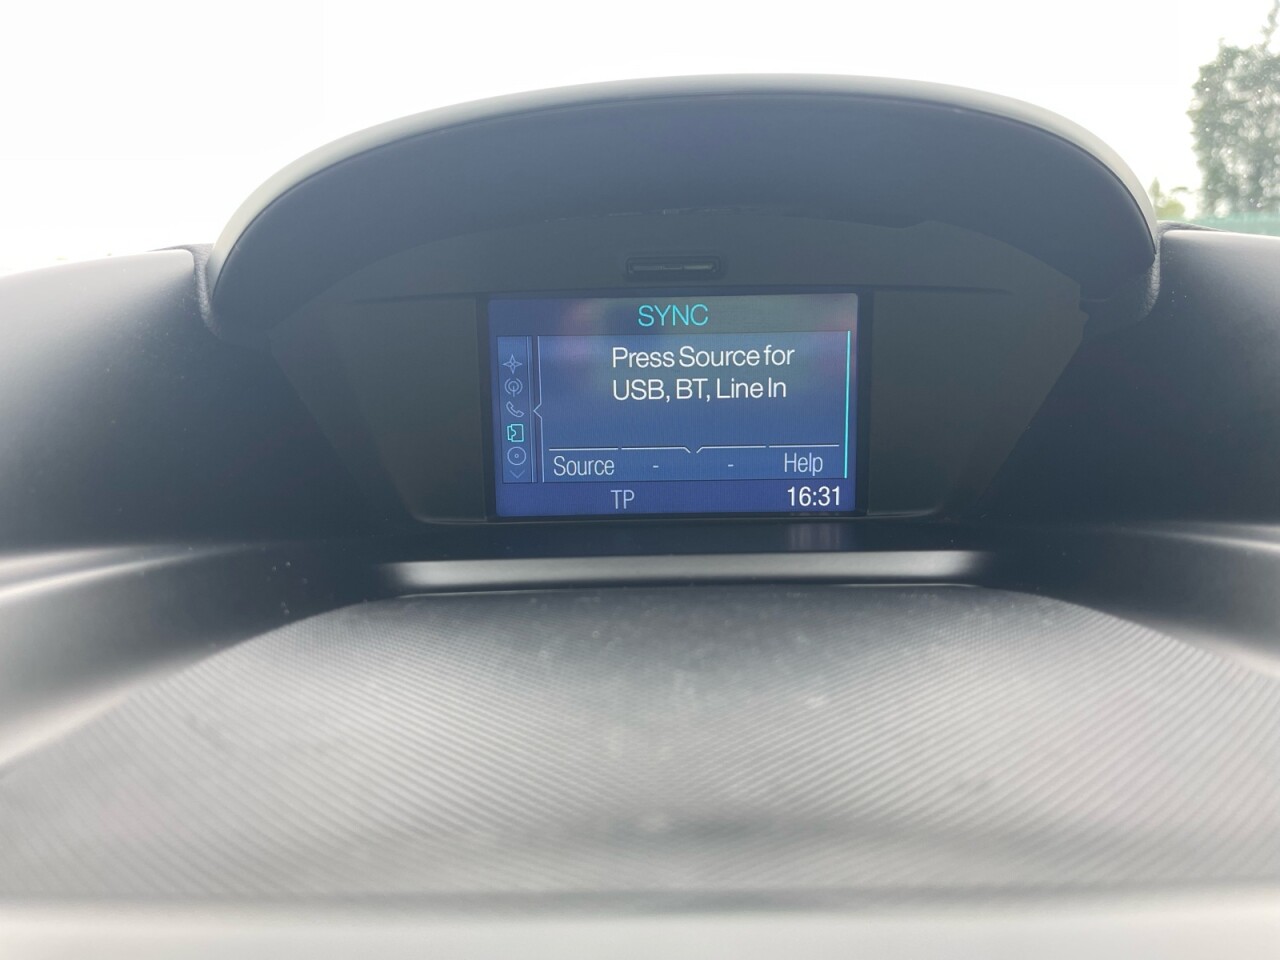 SYNC
Press Source for
USB, BT, Line In
Source - - Help
TP 16:31